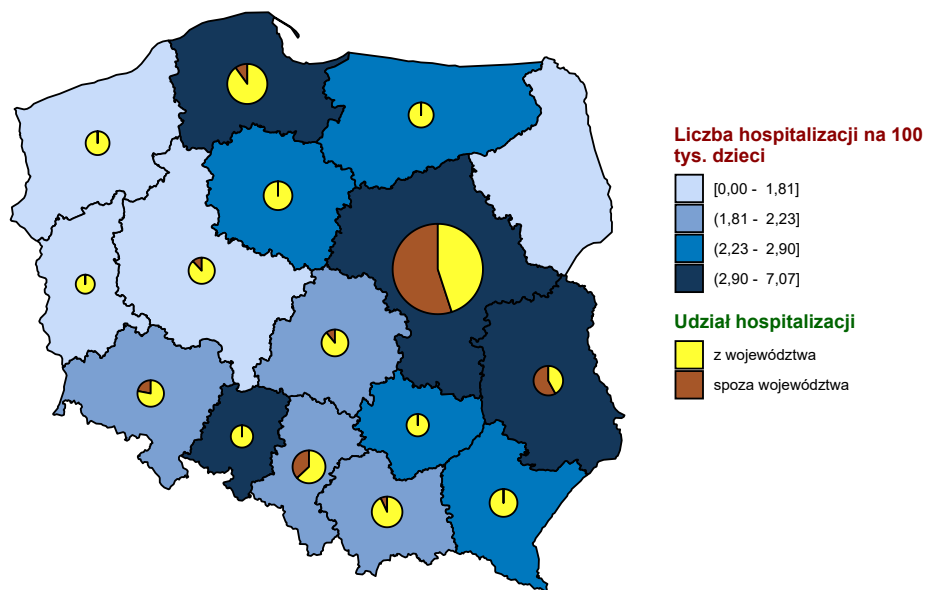 Liczba hospitalizacji na 100
tys. dzieci
[0,00 - 1,81]
(1,81 - 2,23]
(2,23 - 2,90]
(2,90 - 7,07]
Udział hospitalizacji
z województwa
spoza województwa